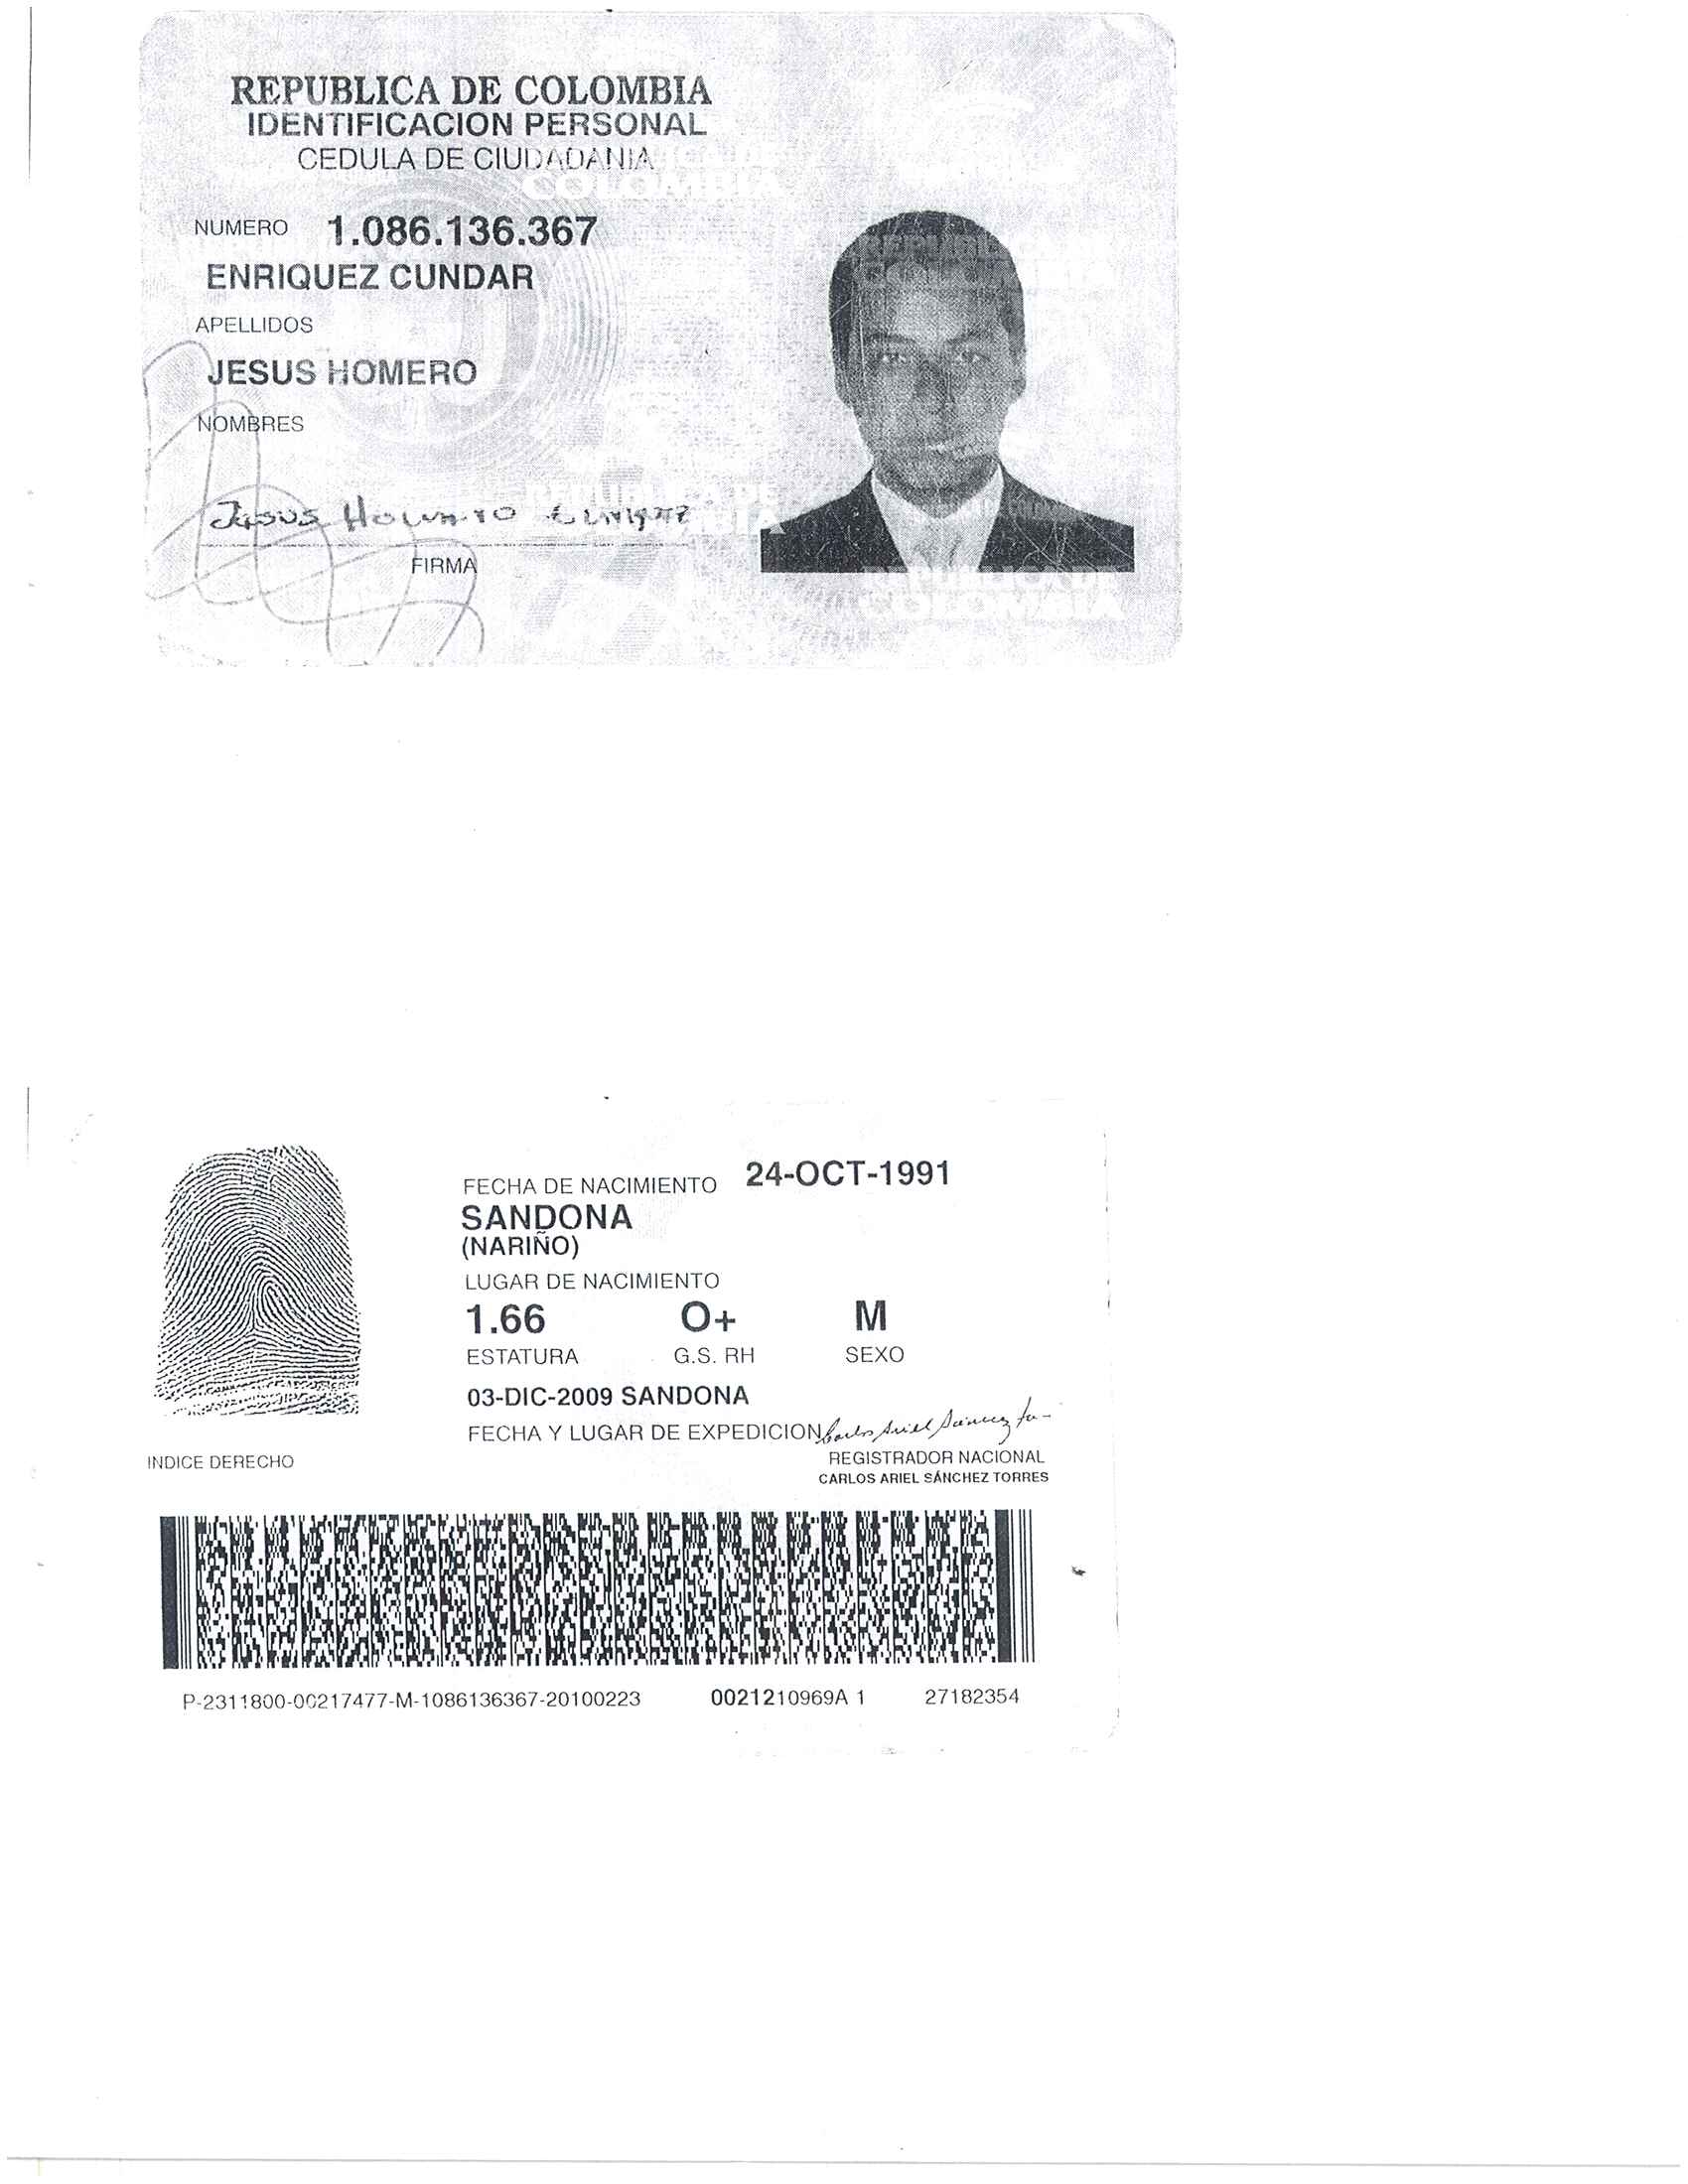 REPUBLICA DE COLOMBIA
IDENTIFICACION PERSONAL
CEDULA DE CIUDADANIA
NUMERO 1.086.136.367
ENRIQUEZ CUNDAR
APELLIDOS
JESUS HOMERO
NOMBRES
Jesus Homero Enriquez
FIRMA
REPUBLICA DE
COLOMBIA
FECHA DE NACIMIENTO 24-OCT-1991
SANDONA
(NARIÑO)
LUGAR DE NACIMIENTO
1.66 O+ M
ESTATURA G.S. RH SEXO
03-DIC-2009 SANDONA
FECHA Y LUGAR DE EXPEDICION
INDICE DERECHO
REGISTRADOR NACIONAL
CARLOS ARIEL SÁNCHEZ TORRES
P-2311800-00217477-M-1086136367-20100223 0021210969A 1 27182354